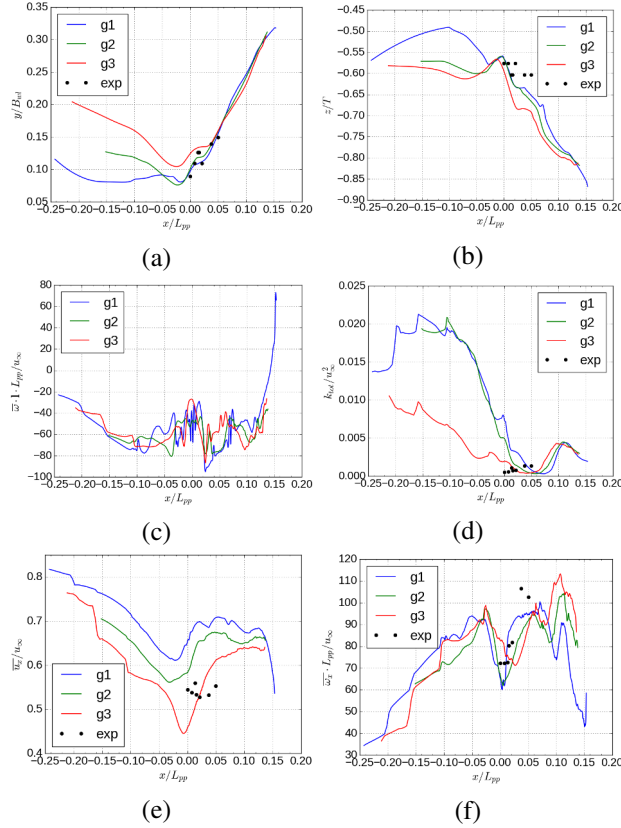 0.35
0.30
0.25
0.20
0.15
0.10
0.05
y/B_wl
g1
g2
g3
exp
−0.25 −0.20 −0.15 −0.10 −0.05 0.00 0.05 0.10 0.15 0.20
x/L_pp
(a)
−0.45
−0.50
−0.55
−0.60
−0.65
−0.70
−0.75
−0.80
−0.85
−0.90
z/T
g1
g2
g3
exp
−0.25 −0.20 −0.15 −0.10 −0.05 0.00 0.05 0.10 0.15 0.20
x/L_pp
(b)
80
60
40
20
0
−20
−40
−60
−80
−100
ω̅ · 1 · L_pp/u_∞
g1
g2
g3
−0.25 −0.20 −0.15 −0.10 −0.05 0.00 0.05 0.10 0.15 0.20
x/L_pp
(c)
0.025
0.020
0.015
0.010
0.005
0.000
k_tot/u_∞^2
g1
g2
g3
exp
−0.25 −0.20 −0.15 −0.10 −0.05 0.00 0.05 0.10 0.15 0.20
x/L_pp
(d)
0.8
0.7
0.6
0.5
0.4
u̅_x/u_∞
g1
g2
g3
exp
−0.25 −0.20 −0.15 −0.10 −0.05 0.00 0.05 0.10 0.15 0.20
x/L_pp
(e)
120
110
100
90
80
70
60
50
40
30
ω̅_x · L_pp/u_∞
g1
g2
g3
exp
−0.25 −0.20 −0.15 −0.10 −0.05 0.00 0.05 0.10 0.15 0.20
x/L_pp
(f)